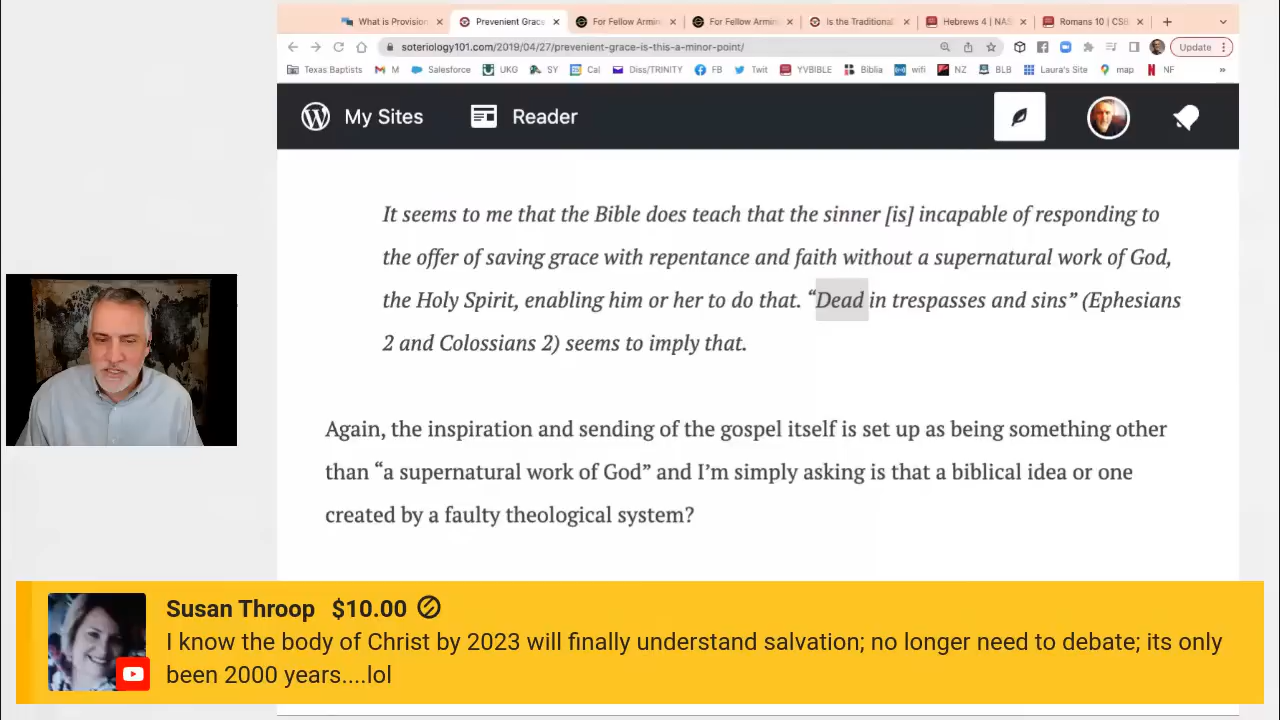 What is Provision
Prevenient Grace
For Fellow Armin
For Fellow Armin
Is the Traditional
Hebrews 4 | NAS
Romans 10 | CSB
soteriology101.com/2019/04/27/prevenient-grace-is-this-a-minor-point/
Update
Texas Baptists
M
Salesforce
UKG
SY
Cal
Diss/TRINITY
FB
Twit
YVBIBLE
Biblia
wifi
NZ
BLB
Laura's Site
map
NF
»
My Sites
Reader
It seems to me that the Bible does teach that the sinner [is] incapable of responding to
the offer of saving grace with repentance and faith without a supernatural work of God,
the Holy Spirit, enabling him or her to do that. “Dead in trespasses and sins” (Ephesians
2 and Colossians 2) seems to imply that.
Again, the inspiration and sending of the gospel itself is set up as being something other
than “a supernatural work of God” and I’m simply asking is that a biblical idea or one
created by a faulty theological system?
Susan Throop $10.00
I know the body of Christ by 2023 will finally understand salvation; no longer need to debate; its only
been 2000 years....lol